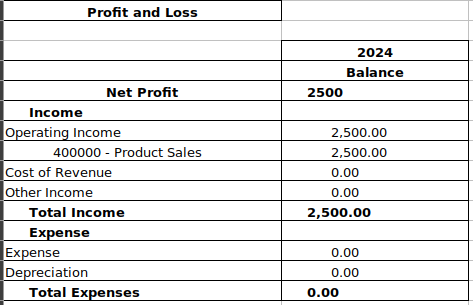 Profit and Loss
2024
Balance
Net Profit 2500
Income
Operating Income 2,500.00
400000 - Product Sales 2,500.00
Cost of Revenue 0.00
Other Income 0.00
Total Income 2,500.00
Expense
Expense 0.00
Depreciation 0.00
Total Expenses 0.00